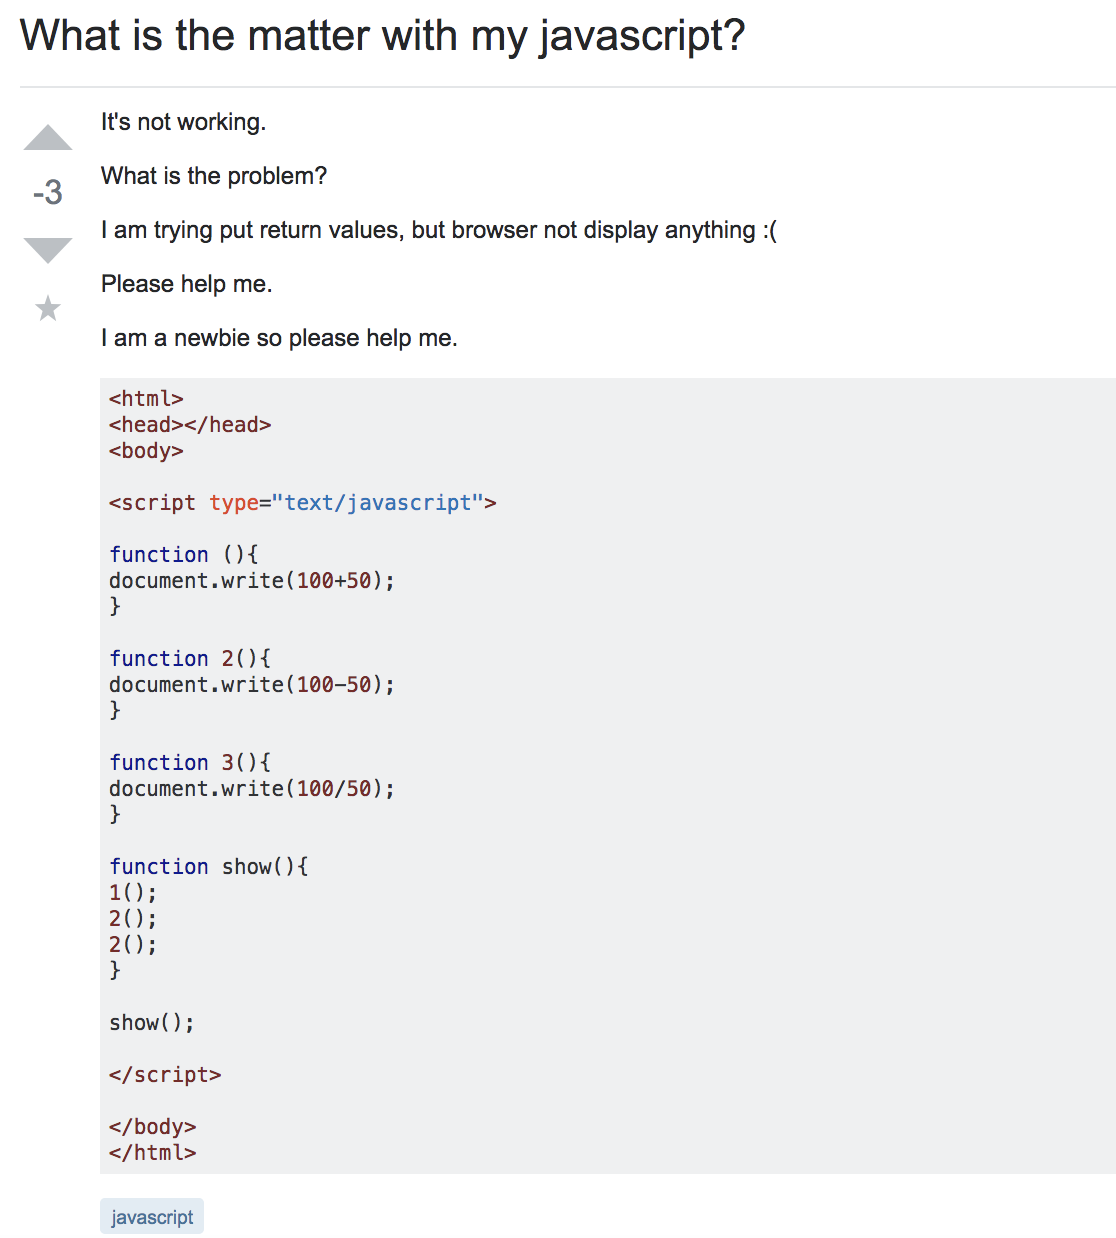 What is the matter with my javascript?
It's not working.
-3
What is the problem?
I am trying put return values, but browser not display anything :(
Please help me.
I am a newbie so please help me.
<html>
<head></head>
<body>
<script type="text/javascript">
function (){
document.write(100+50);
}
function 2(){
document.write(100-50);
}
function 3(){
document.write(100/50);
}
function show(){
1();
2();
2();
}
show();
</script>
</body>
</html>
javascript